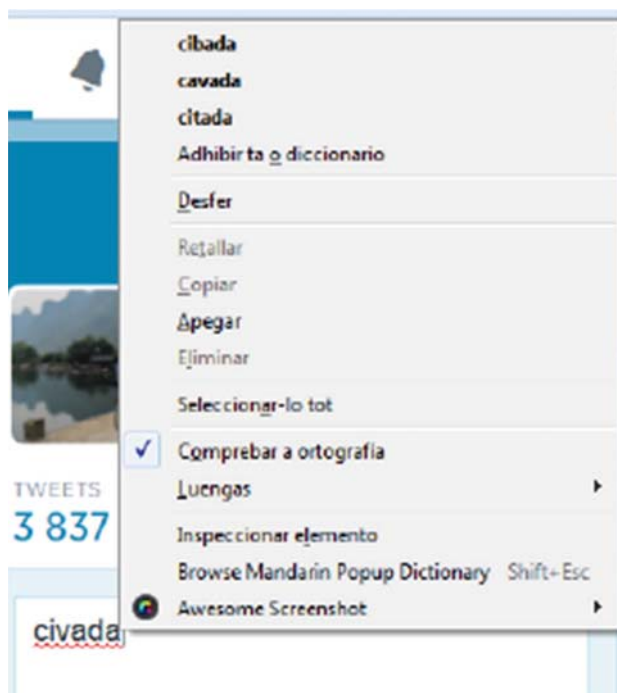 cibada
cavada
citada
Adhibir ta o diccionario
Desfer
Retallar
Copiar
Apegar
Eliminar
Seleccionar-lo tot
Comprebar a ortografía
Luengas
Inspeccionar elemento
Browse Mandarin Popup Dictionary Shift+Esc
Awesome Screenshot
TWEETS
3 837
civada